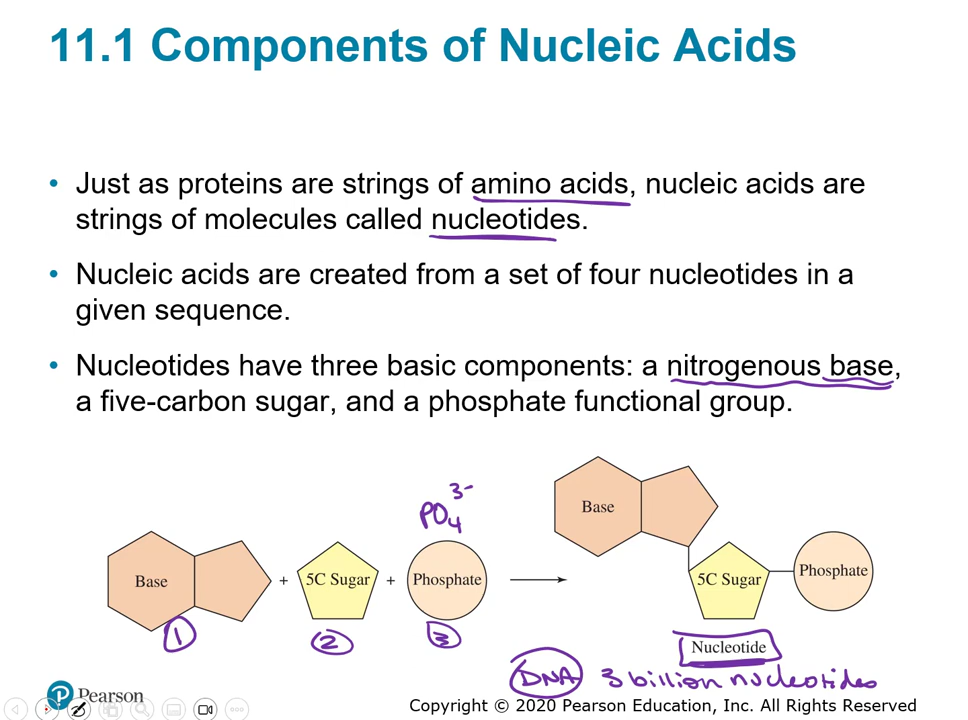 11.1 Components of Nucleic Acids
• Just as proteins are strings of amino acids, nucleic acids are
strings of molecules called nucleotides.
• Nucleic acids are created from a set of four nucleotides in a
given sequence.
• Nucleotides have three basic components: a nitrogenous base,
a five-carbon sugar, and a phosphate functional group.
PO₄³⁻
Base
Base + 5C Sugar + Phosphate
5C Sugar Phosphate
1 2 3
Nucleotide
DNA 3 billion nucleotides
Pearson
Copyright © 2020 Pearson Education, Inc. All Rights Reserved